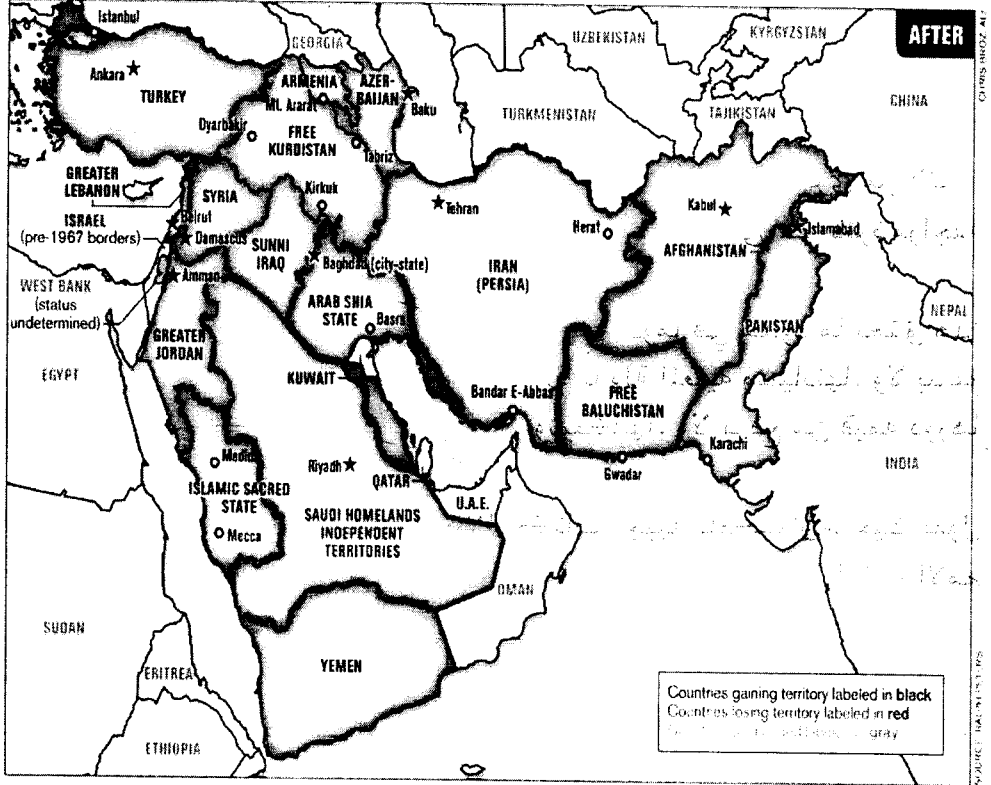 AFTER
Istanbul
GEORGIA
UZBEKISTAN
KYRGYZSTAN
Ankara
TURKEY
ARMENIA
AZER-
BAIJAN
Mt. Ararat
Baku
TURKMENISTAN
TAJIKISTAN
CHINA
Dyarbakir
FREE
KURDISTAN
Tabriz
GREATER
LEBANON
SYRIA
Kirkuk
Tehran
Herat
Kabul
Islamabad
ISRAEL
(pre-1967 borders)
Beirut
Damascus
SUNNI
IRAQ
Baghdad (city-state)
IRAN
(PERSIA)
AFGHANISTAN
WEST BANK
(status
undetermined)
Amman
ARAB SHIA
STATE
Basra
NEPAL
PAKISTAN
GREATER
JORDAN
EGYPT
KUWAIT
Bandar E-Abbas
FREE
BALUCHISTAN
Karachi
Gwadar
INDIA
Medina
ISLAMIC SACRED
STATE
Mecca
Riyadh
QATAR
U.A.E.
SAUDI HOMELANDS
INDEPENDENT
TERRITORIES
OMAN
SUDAN
YEMEN
ERITREA
ETHIOPIA
Countries gaining territory labeled in black
Countries losing territory labeled in red
gray